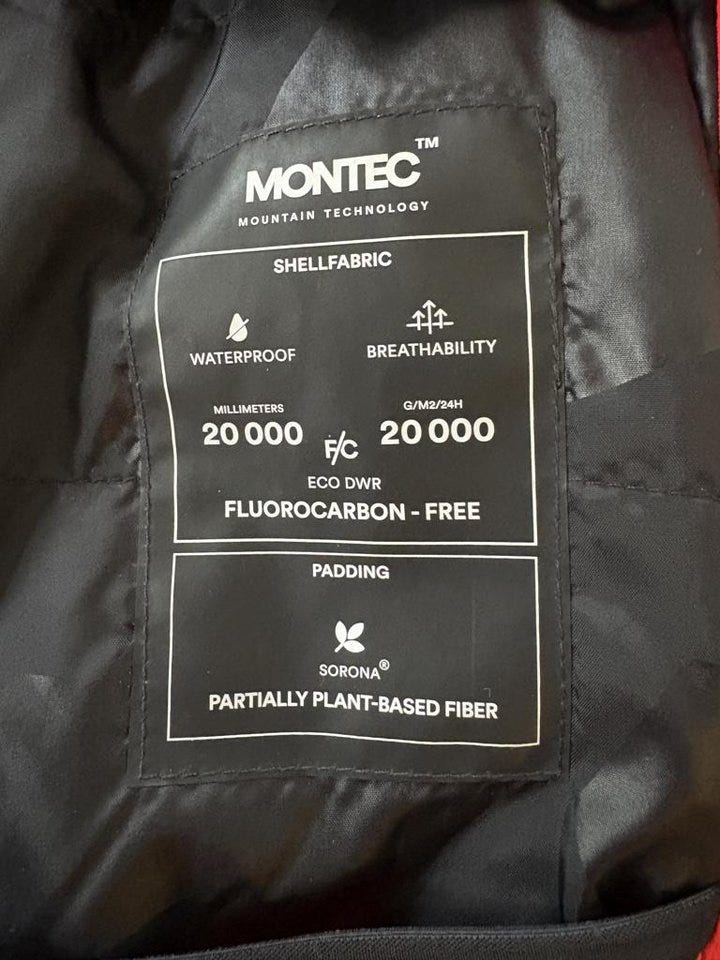 MONTEC™
MOUNTAIN TECHNOLOGY
SHELLFABRIC
WATERPROOF BREATHABILITY
MILLIMETERS G/M2/24H
20 000 20 000
F/C
ECO DWR
FLUOROCARBON - FREE
PADDING
SORONA®
PARTIALLY PLANT-BASED FIBER